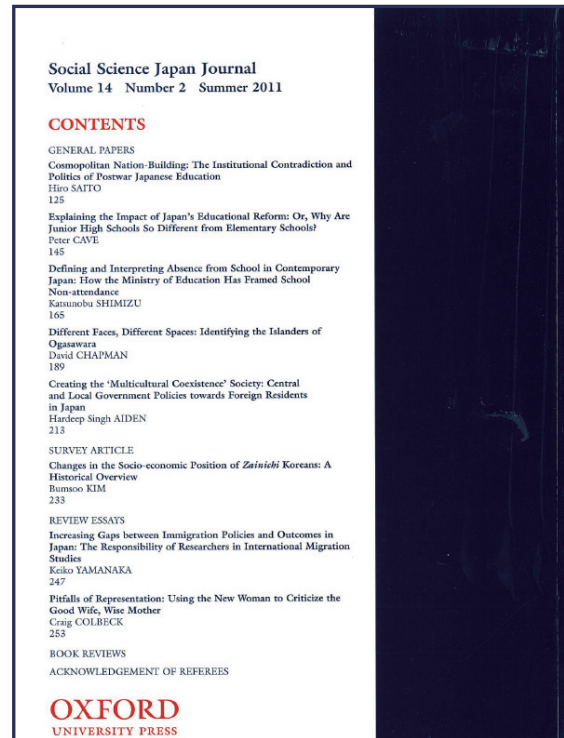 Social Science Japan Journal
Volume 14 Number 2 Summer 2011
CONTENTS
GENERAL PAPERS
Cosmopolitan Nation-Building: The Institutional Contradiction and
Politics of Postwar Japanese Education
Hiro SAITO
125
Explaining the Impact of Japan's Educational Reform: Or, Why Are
Junior High Schools So Different from Elementary Schools?
Peter CAVE
145
Defining and Interpreting Absence from School in Contemporary
Japan: How the Ministry of Education Has Framed School
Non-attendance
Katsunobu SHIMIZU
165
Different Faces, Different Spaces: Identifying the Islanders of
Ogasawara
David CHAPMAN
189
Creating the 'Multicultural Coexistence' Society: Central
and Local Government Policies towards Foreign Residents
in Japan
Hardeep Singh AIDEN
213
SURVEY ARTICLE
Changes in the Socio-economic Position of Zainichi Koreans: A
Historical Overview
Bumsoo KIM
233
REVIEW ESSAYS
Increasing Gaps between Immigration Policies and Outcomes in
Japan: The Responsibility of Researchers in International Migration
Studies
Keiko YAMANAKA
247
Pitfalls of Representation: Using the New Woman to Criticize the
Good Wife, Wise Mother
Craig COLBECK
253
BOOK REVIEWS
ACKNOWLEDGEMENT OF REFEREES
OXFORD
UNIVERSITY PRESS